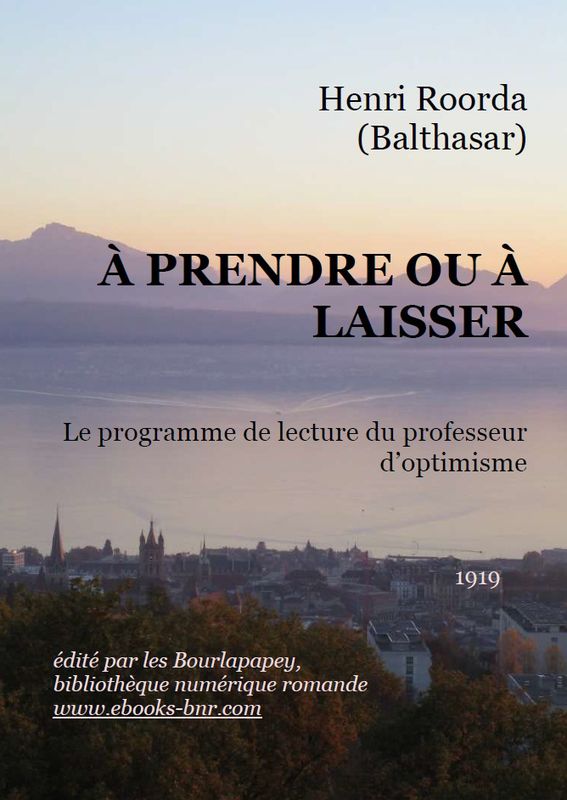 Henri Roorda
(Balthasar)
À PRENDRE OU À
LAISSER
Le programme de lecture du professeur
d’optimisme
1919
édité par les Bourlapapey,
bibliothèque numérique romande
www.ebooks-bnr.com